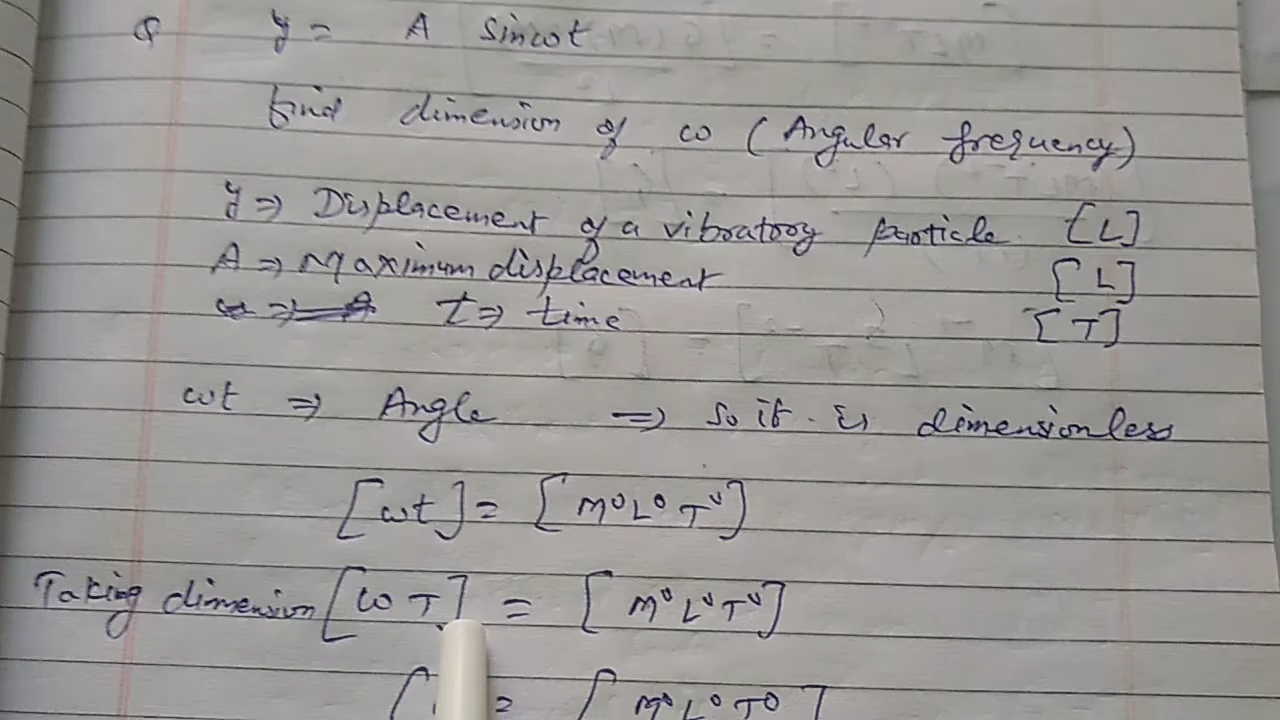 Q y = A sinωt
find dimension of ω (Angular frequency)
y ⇒ Displacement of a vibratory particle [L]
A ⇒ Maximum displacement [L]
t ⇒ time [T]
ωt ⇒ Angle ⇒ So it is dimensionless
[ωt] = [M⁰L⁰T⁰]
Taking dimension [ω T] = [M⁰L⁰T⁰]
[ = [M⁰L⁰T⁰]